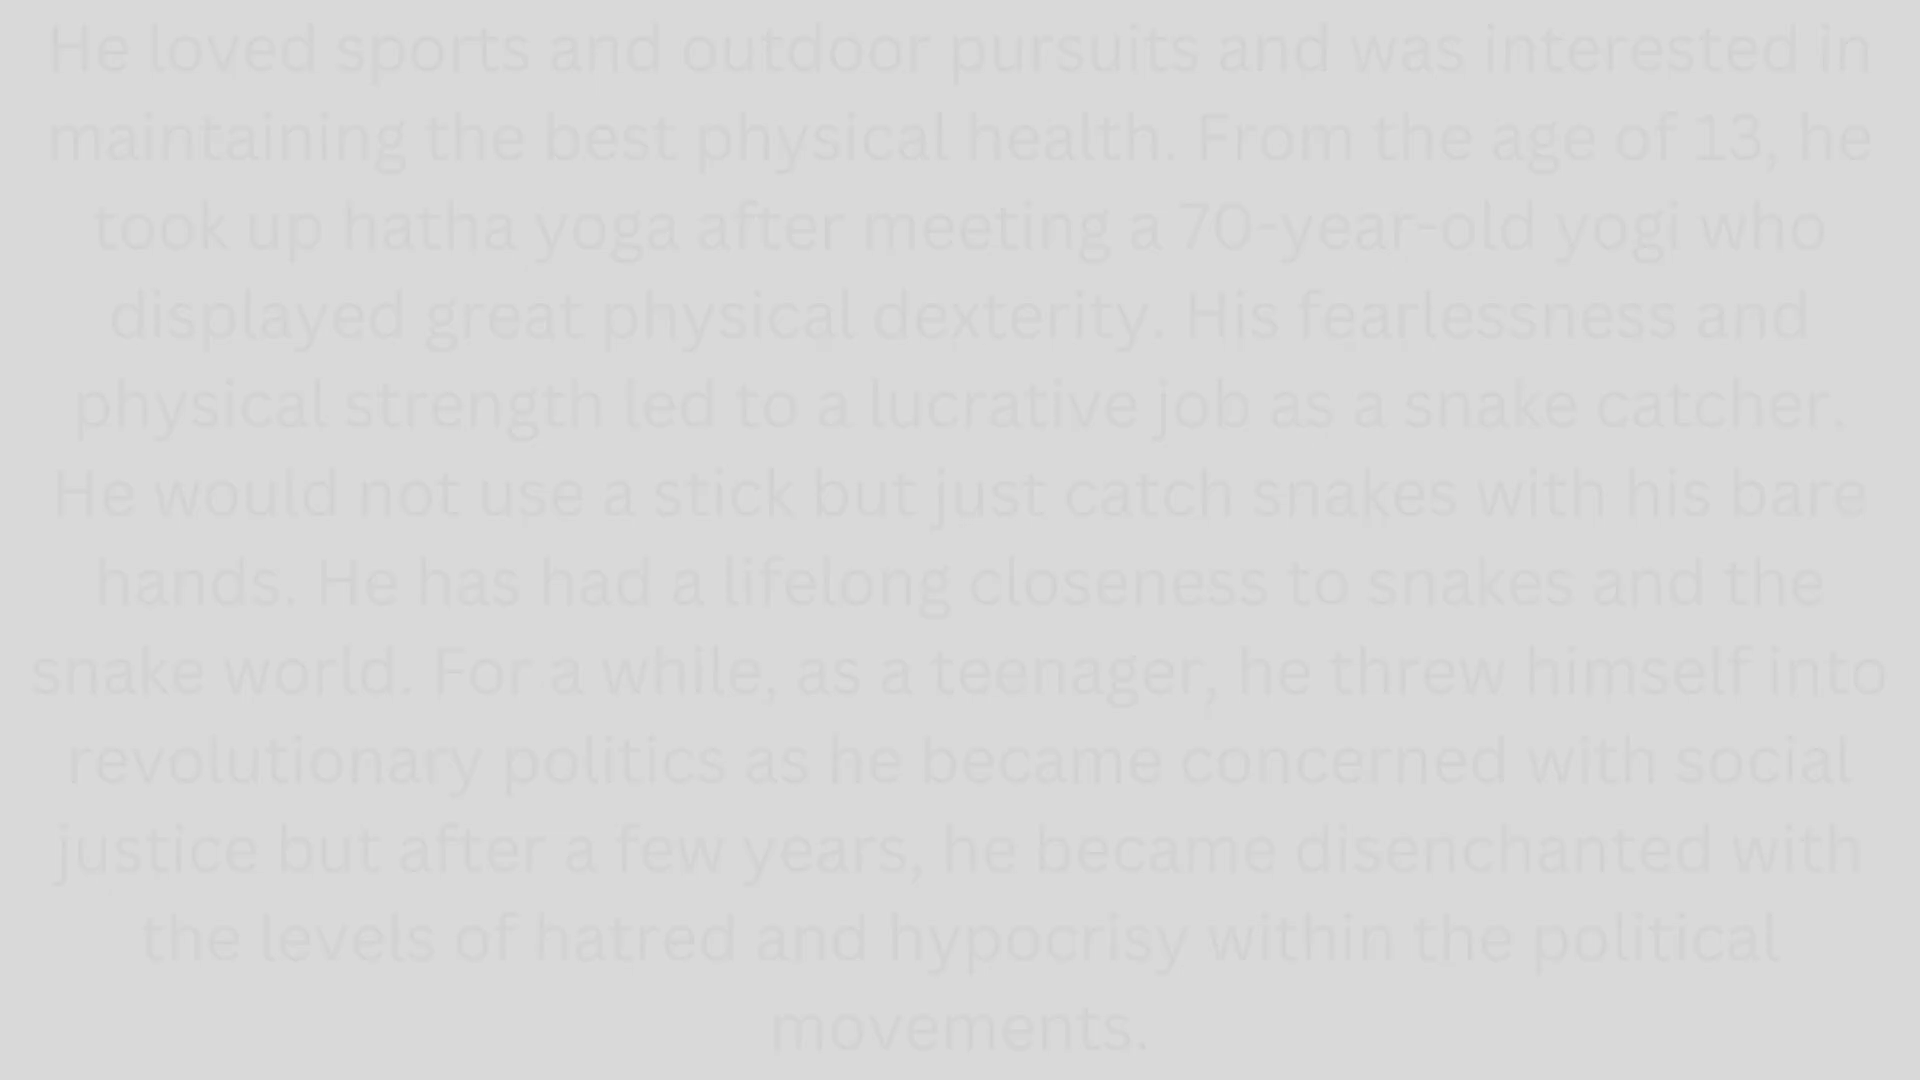 He loved sports and outdoor pursuits and was interested in
maintaining the best physical health. From the age of 13, he
took up hatha yoga after meeting a 70-year-old yogi who
displayed great physical dexterity. His fearlessness and
physical strength led to a lucrative job as a snake catcher.
He would not use a stick but just catch snakes with his bare
hands. He has had a lifelong closeness to snakes and the
snake world. For a while, as a teenager, he threw himself into
revolutionary politics as he became concerned with social
justice but after a few years, he became disenchanted with
the levels of hatred and hypocrisy within the political
movements.